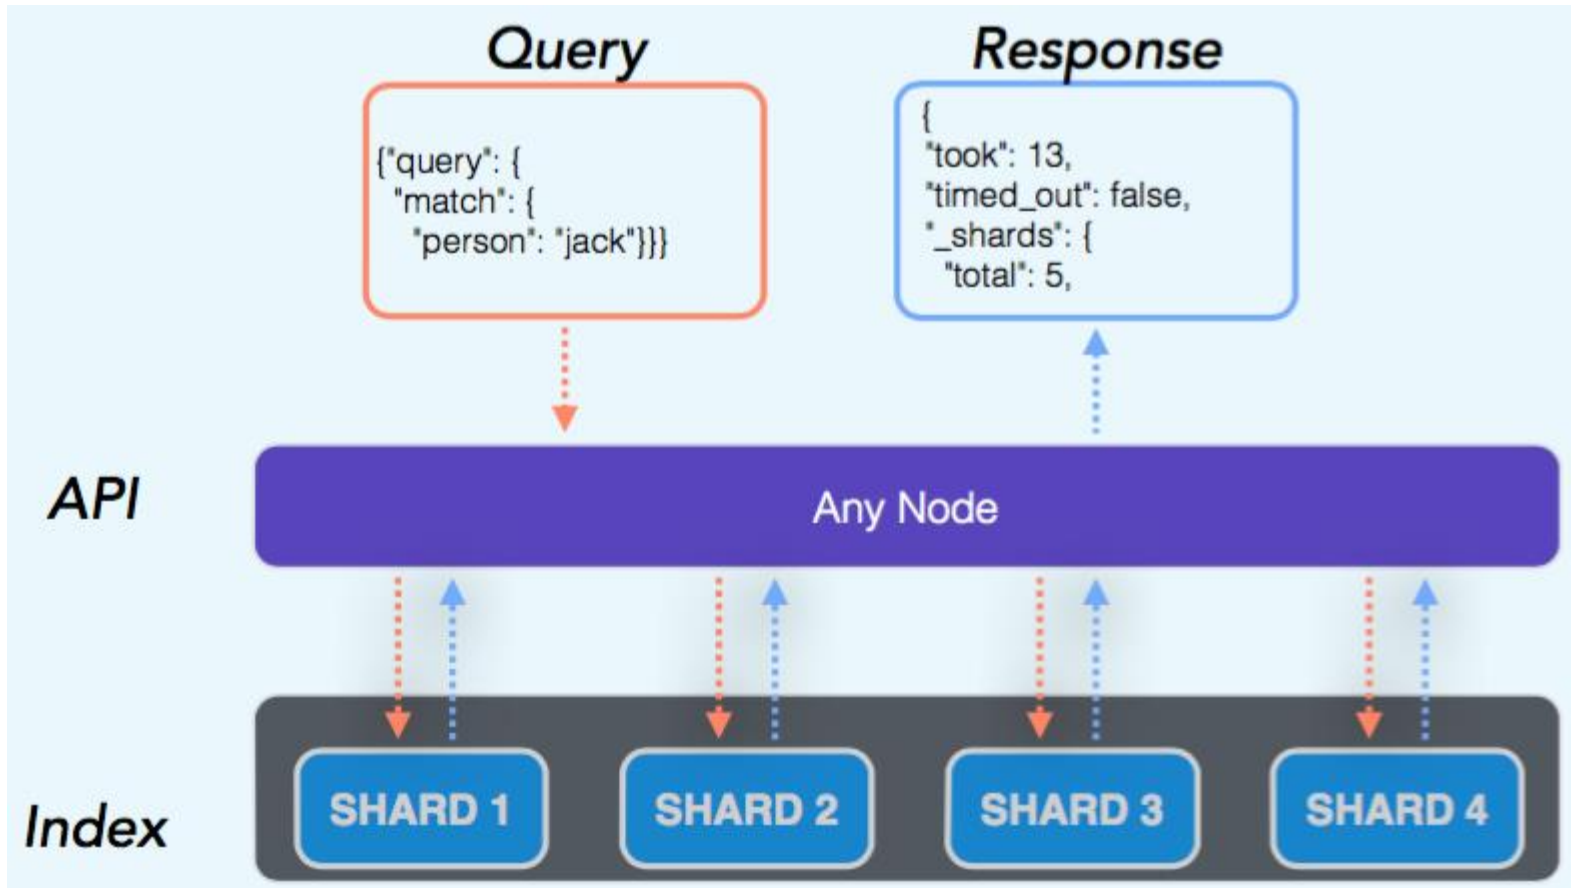 Query
Response
{"query": {
"match": {
"person": "jack"}}}
{
"took": 13,
"timed_out": false,
"_shards": {
"total": 5,
API
Any Node
Index
SHARD 1
SHARD 2
SHARD 3
SHARD 4